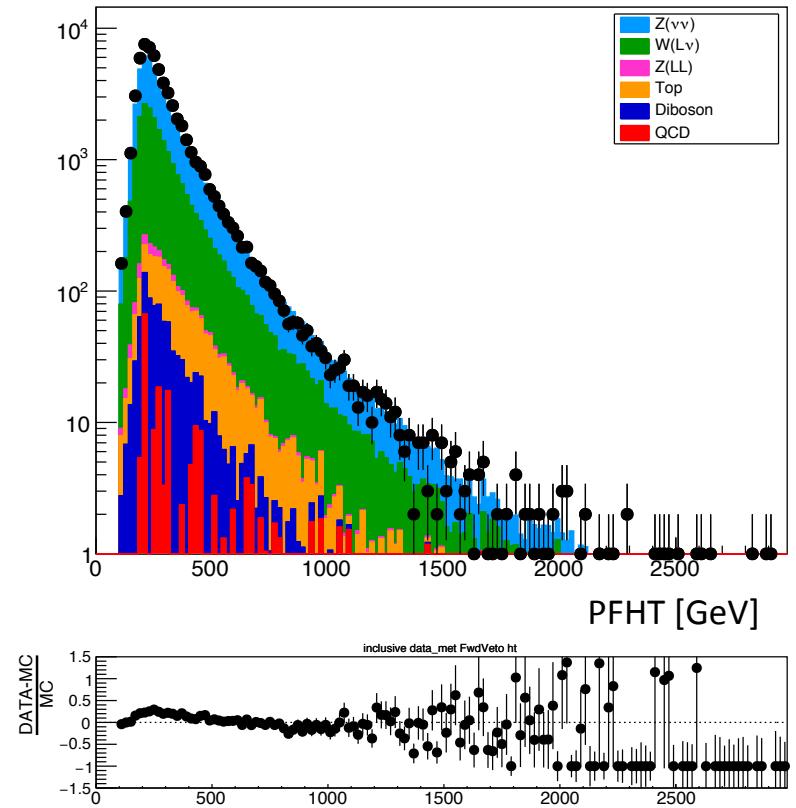 10⁴
10³
10²
10
1
Z(νν)
W(Lν)
Z(LL)
Top
Diboson
QCD
0 500 1000 1500 2000 2500
PFHT [GeV]
inclusive data_met FwdVeto ht
DATA-MC
MC
1.5
1
0.5
0
−0.5
−1
−1.5
0 500 1000 1500 2000 2500